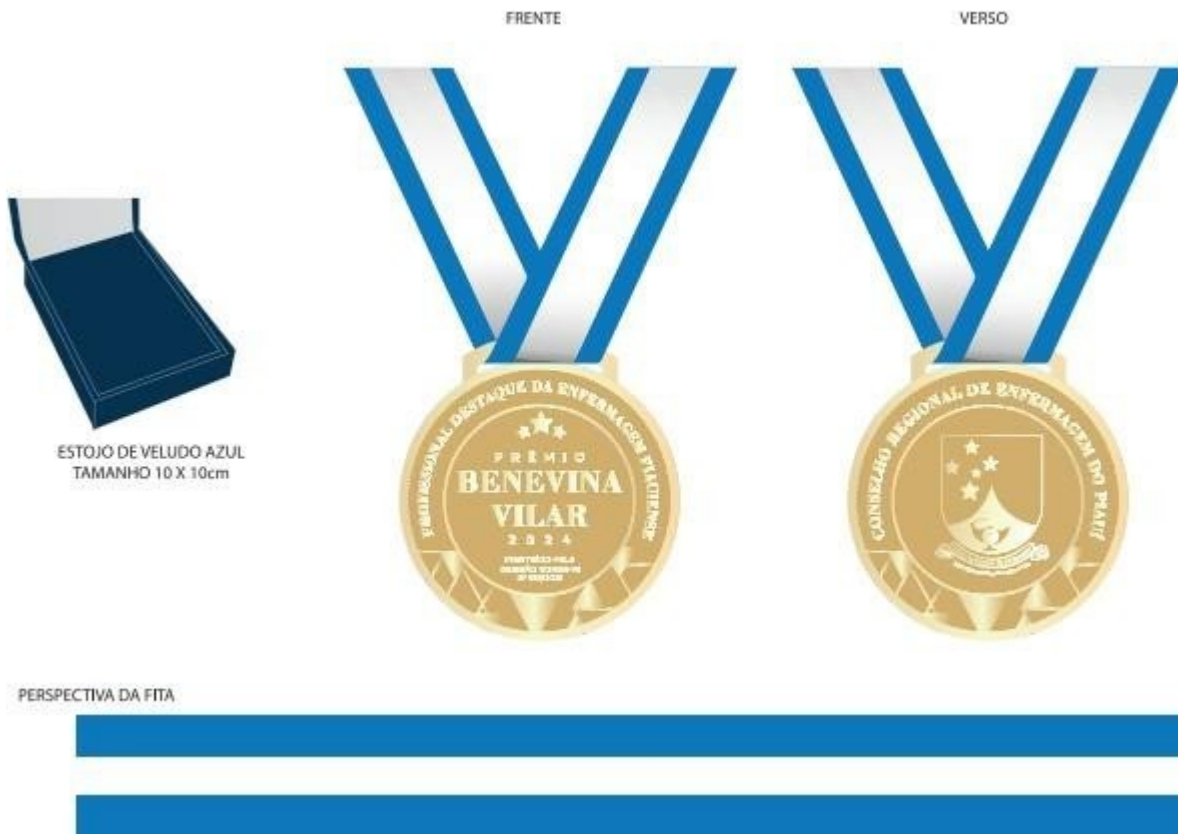 FRENTE
VERSO
ESTOJO DE VELUDO AZUL
TAMANHO 10 X 10cm
PROFISSIONAL DESTAQUE DA ENFERMAGEM PIAUIENSE
PRÊMIO
BENEVINA
VILAR
2024
CONSELHO REGIONAL DE ENFERMAGEM DO PIAUÍ
PERSPECTIVA DA FITA